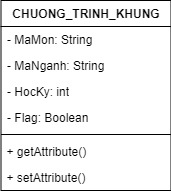 CHUONG_TRINH_KHUNG
- MaMon: String
- MaNganh: String
- HocKy: int
- Flag: Boolean
+ getAttribute()
+ setAttribute()